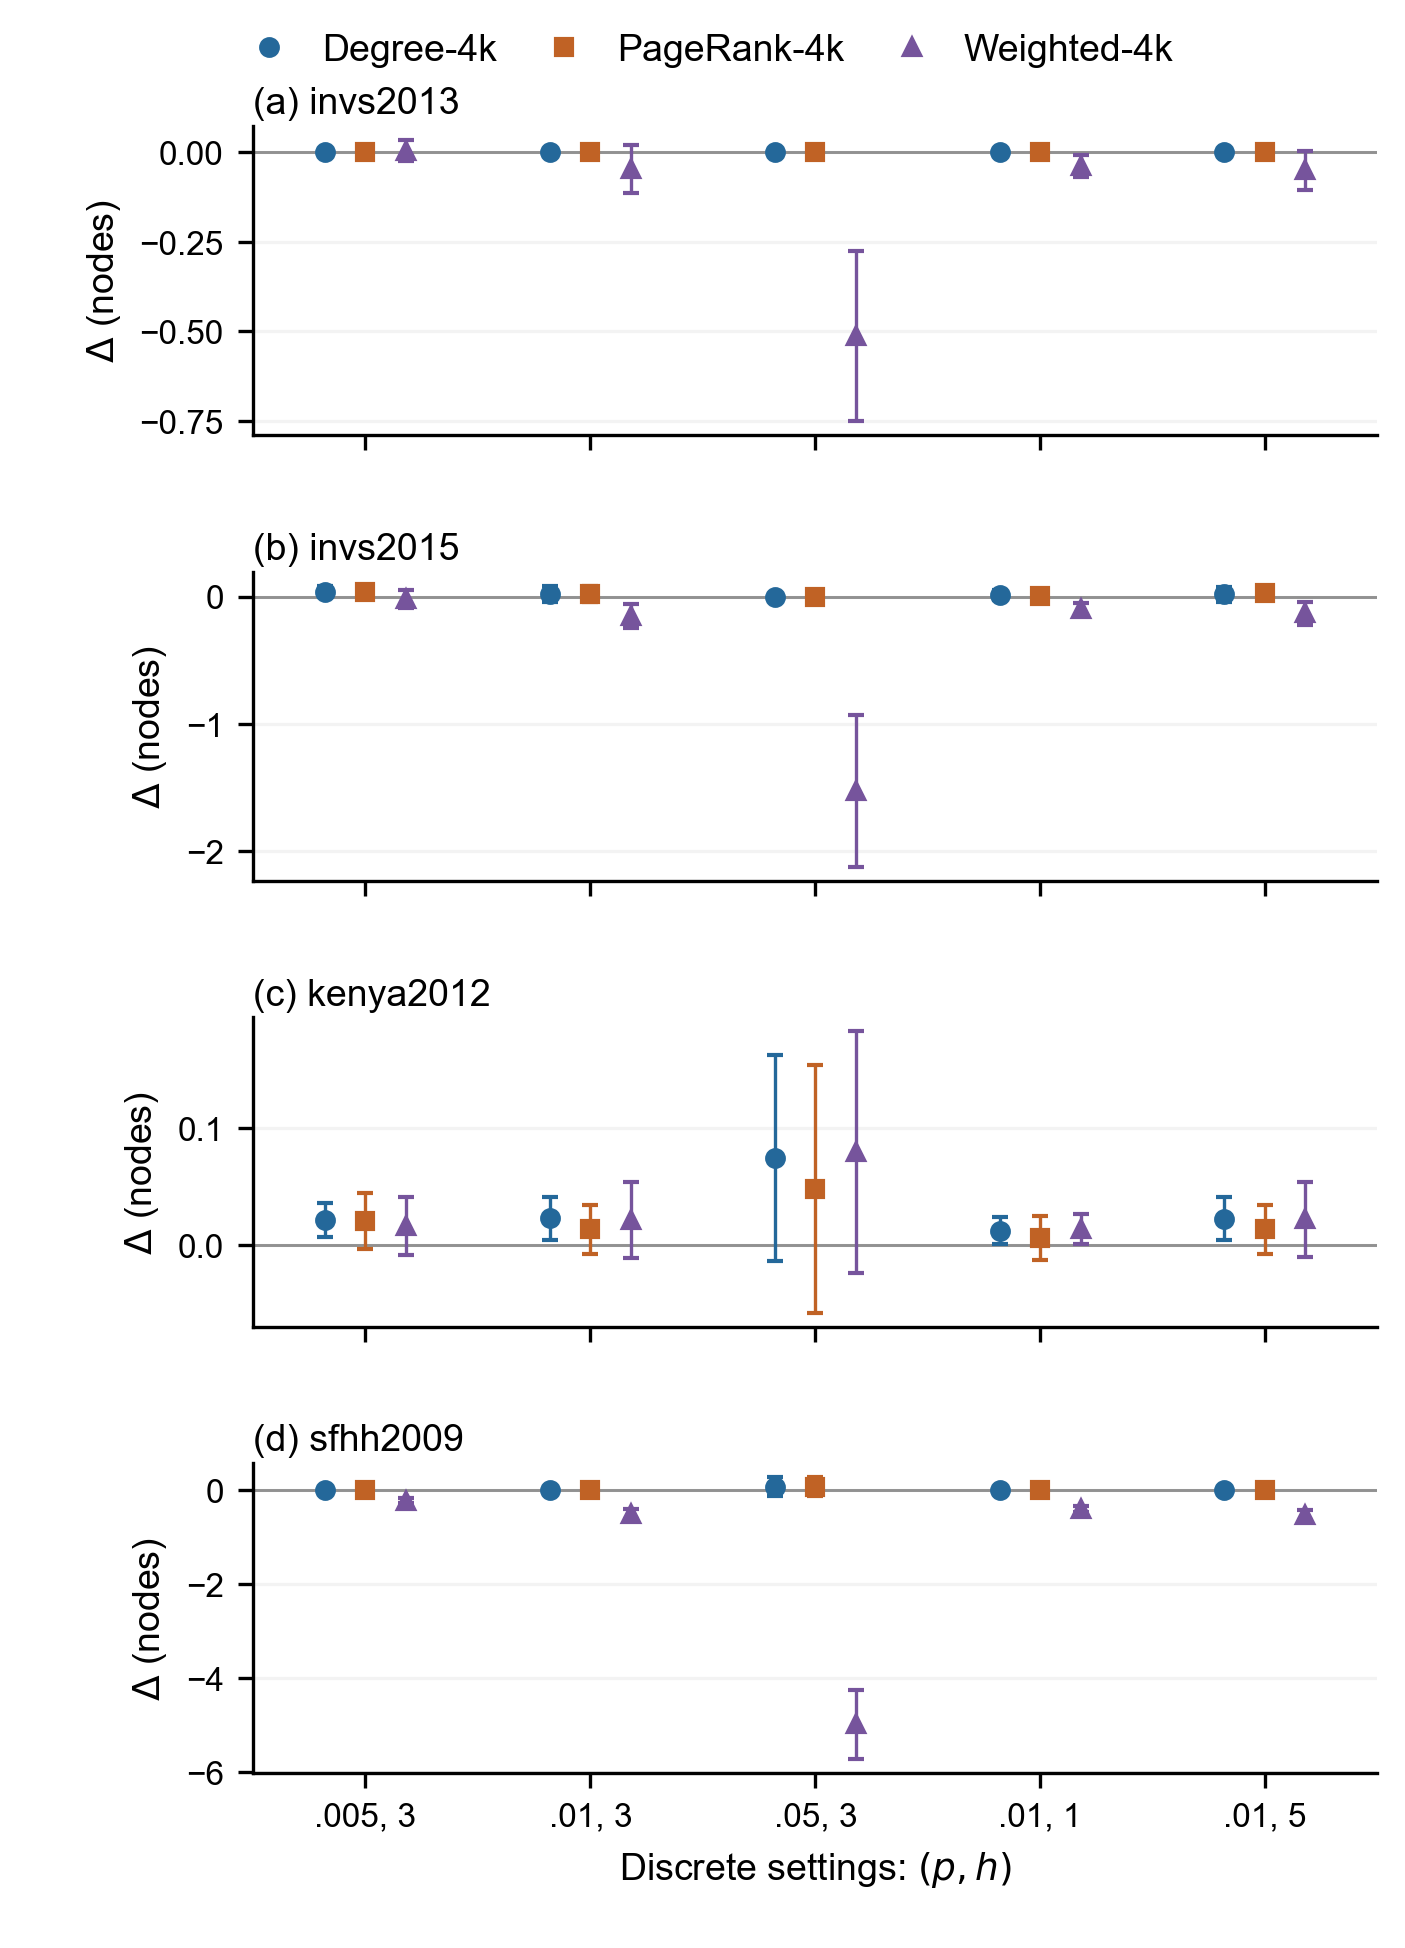 Degree-4k PageRank-4k Weighted-4k
(a) invs2013
0.00
−0.25
−0.50
−0.75
Δ (nodes)
(b) invs2015
0
−1
−2
Δ (nodes)
(c) kenya2012
0.1
0.0
Δ (nodes)
(d) sfhh2009
0
−2
−4
−6
Δ (nodes)
.005, 3 .01, 3 .05, 3 .01, 1 .01, 5
Discrete settings: (p, h)